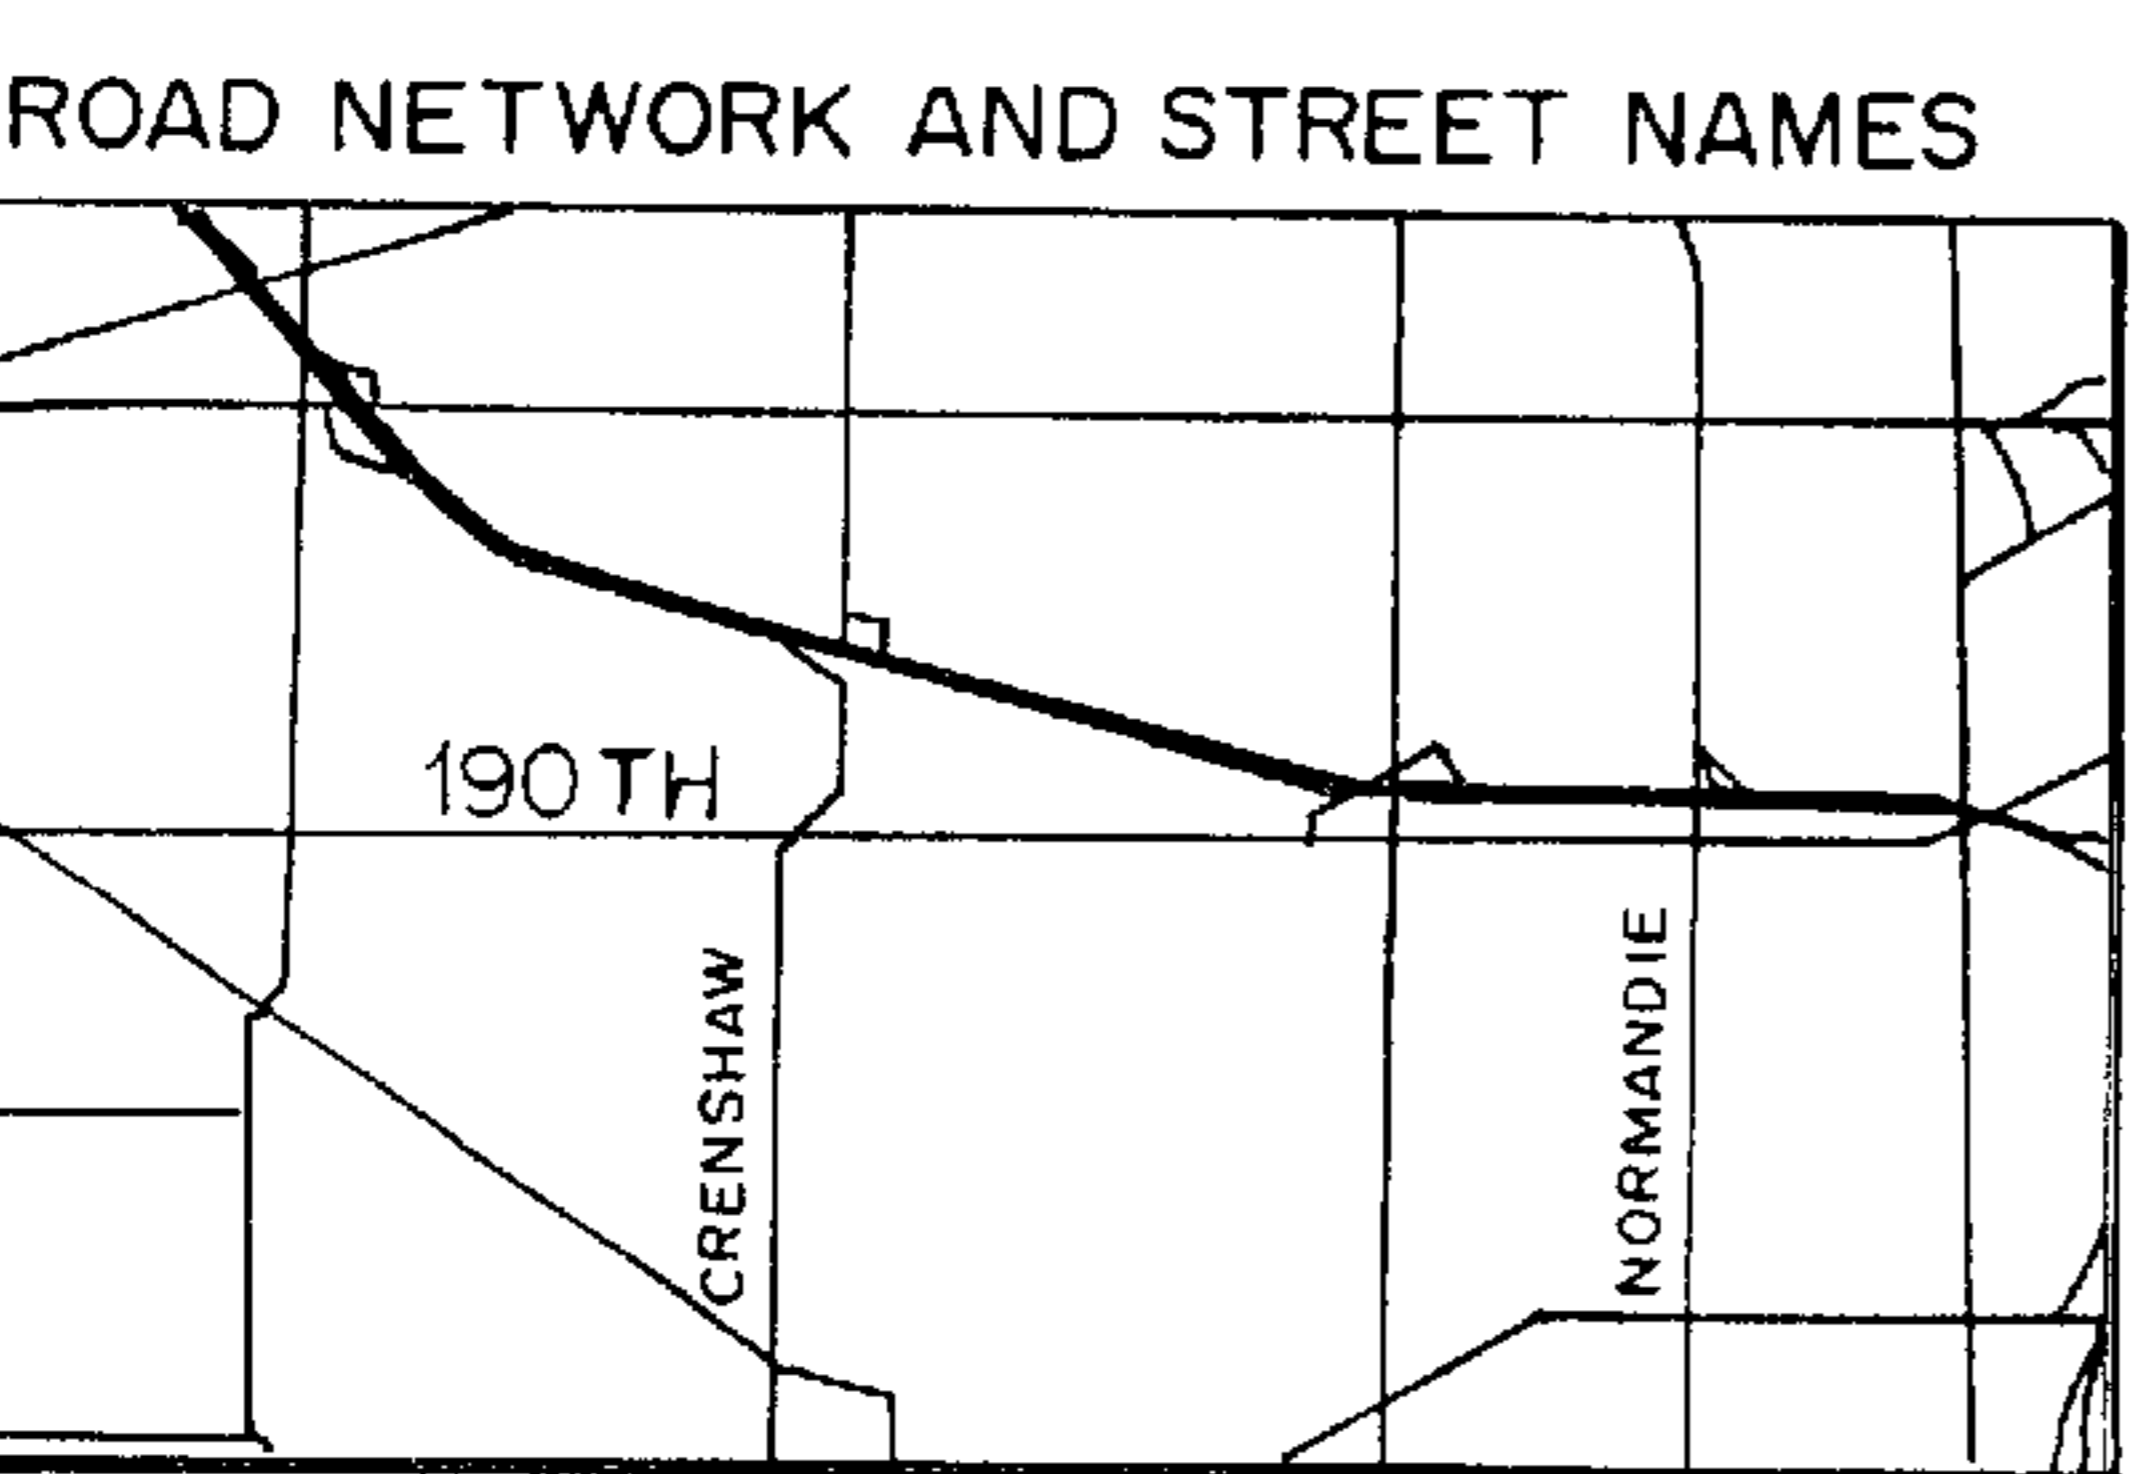 ROAD NETWORK AND STREET NAMES
190TH
CRENSHAW
NORMANDIE